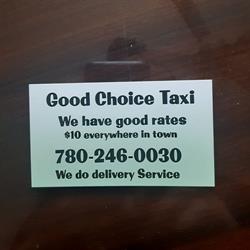 Good Choice Taxi
We have good rates
$10 everywhere in town
780-246-0030
We do delivery Service